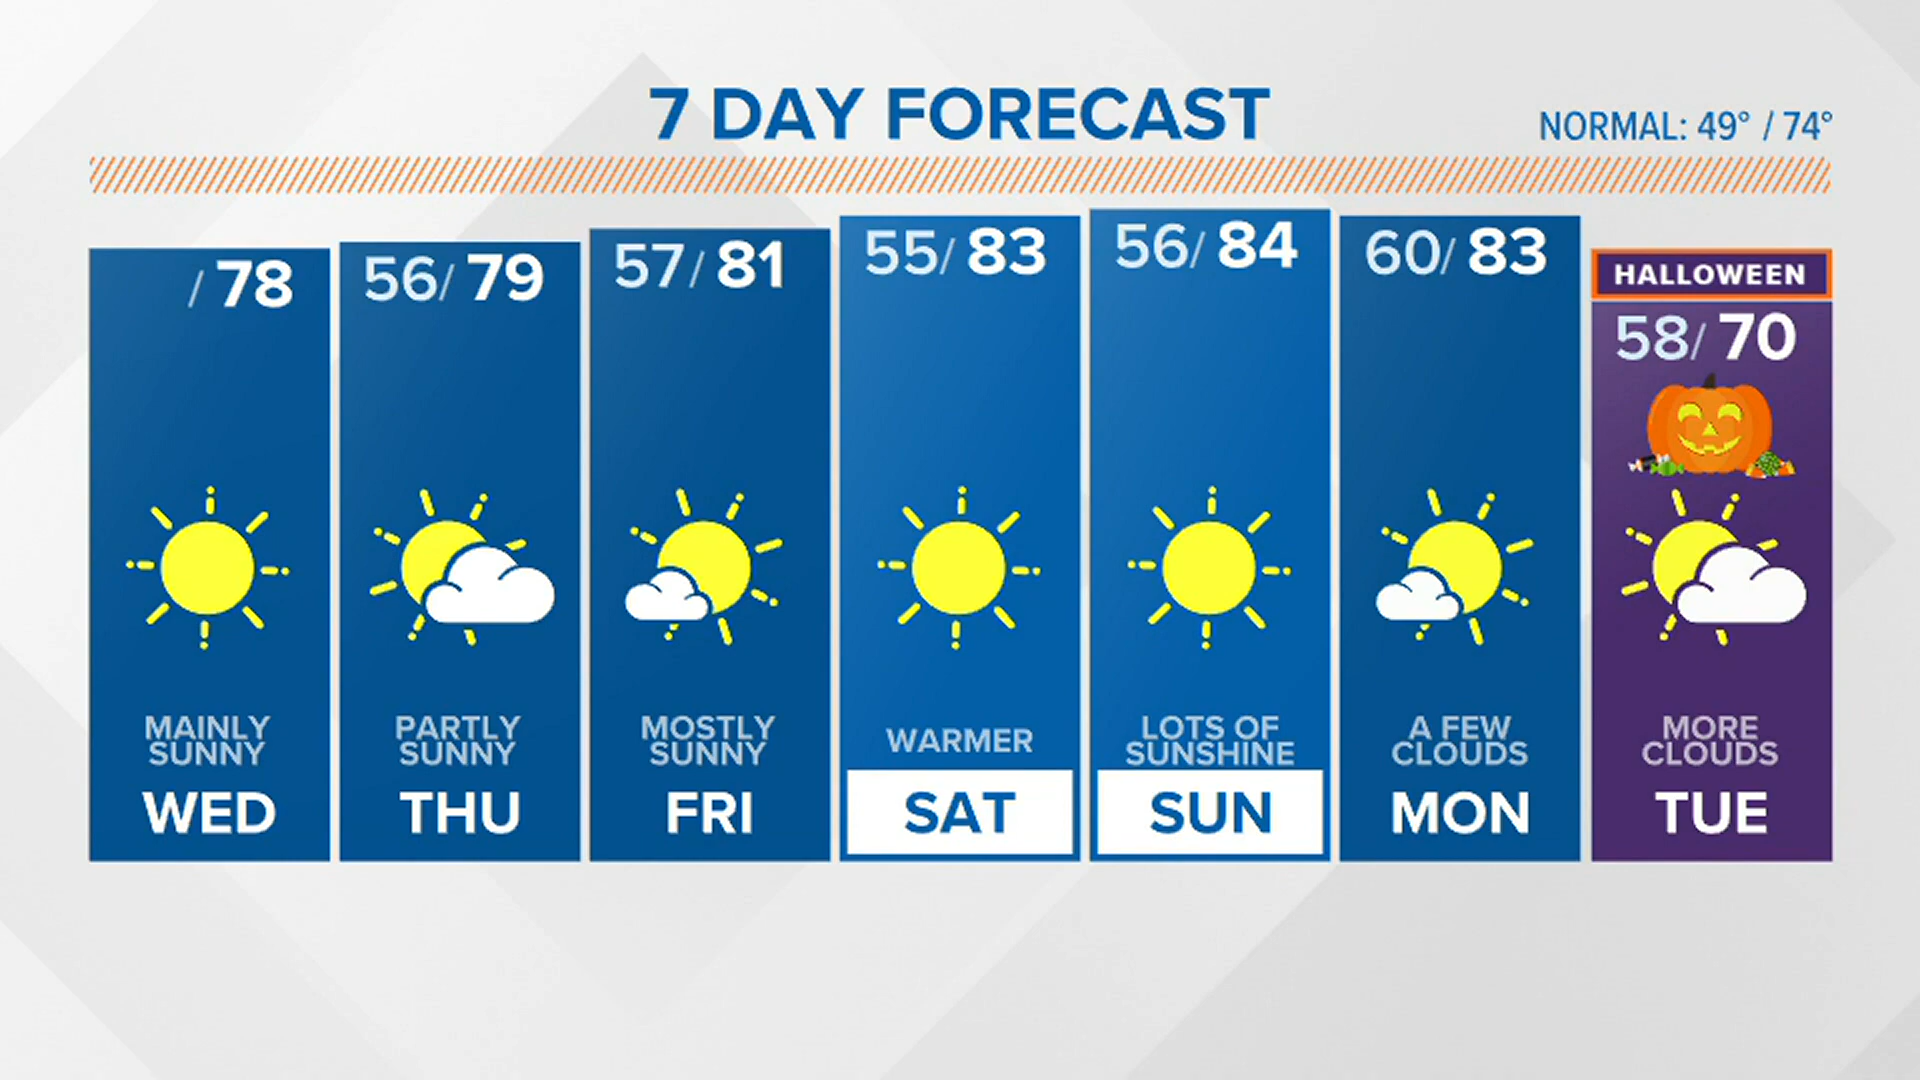 7 DAY FORECAST
NORMAL: 49° / 74°
/ 78
MAINLY
SUNNY
WED
56/ 79
PARTLY
SUNNY
THU
57/ 81
MOSTLY
SUNNY
FRI
55/ 83
WARMER
SAT
56/ 84
LOTS OF
SUNSHINE
SUN
60/ 83
A FEW
CLOUDS
MON
HALLOWEEN
58/ 70
MORE
CLOUDS
TUE